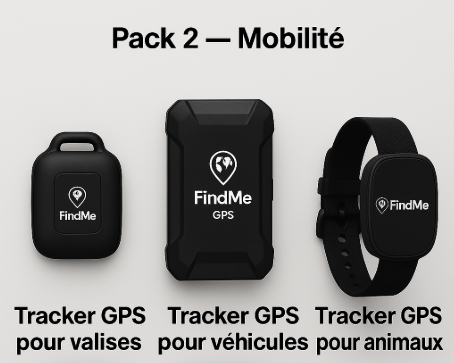 Pack 2 — Mobilité
FindMe
FindMe
GPS
FindMe
Tracker GPS
pour valises
Tracker GPS
pour véhicules
Tracker GPS
pour animaux